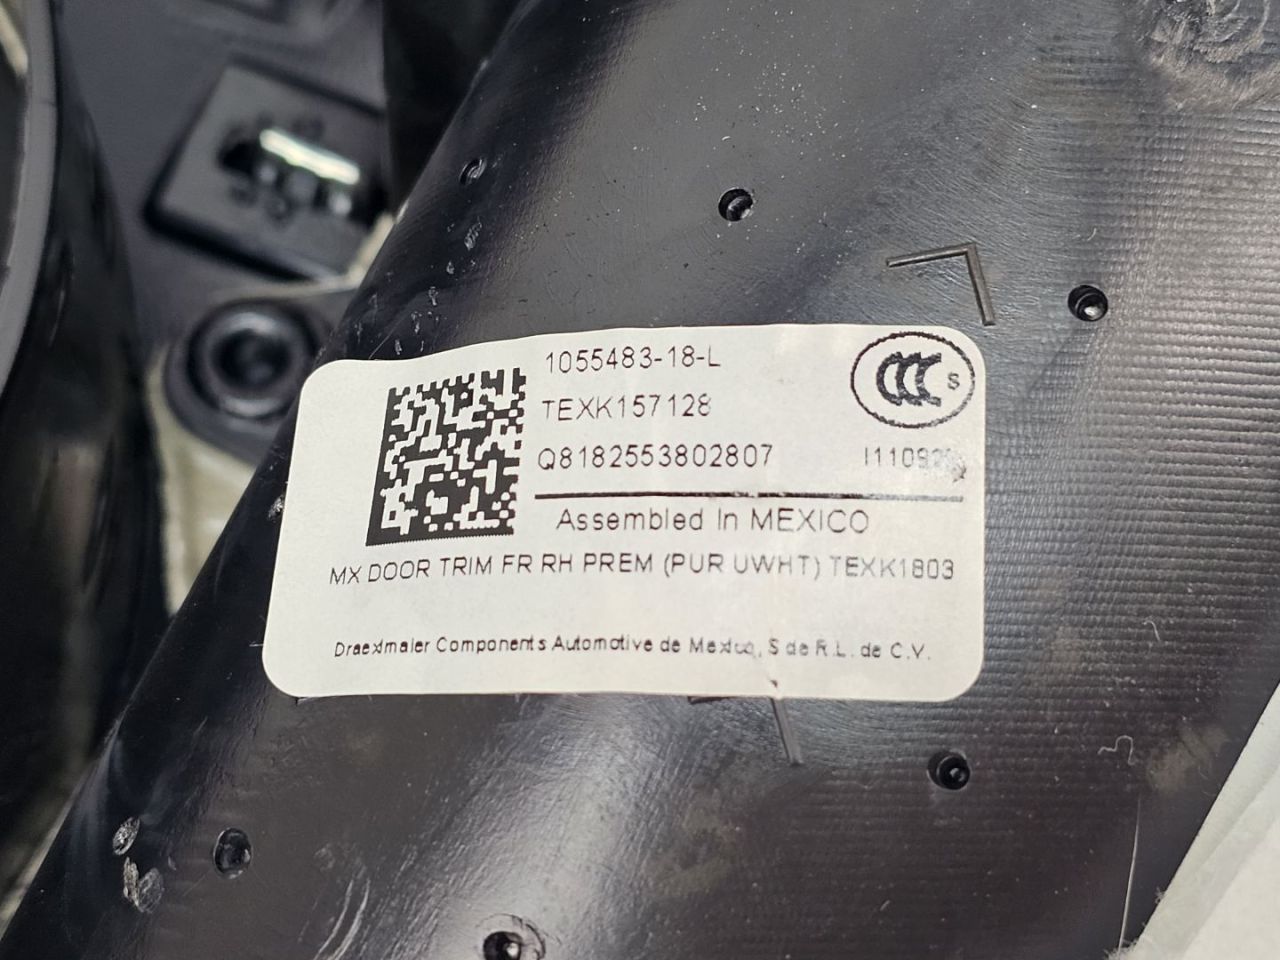 1055483-18-L
TEXK157128
CCC S
Q8182553802807
Assembled In MEXICO
MX DOOR TRIM FR RH PREM (PUR UWHT) TEXK1803
Draexlmaier Components Automotive de Mexico, S de R.L. de C.V.